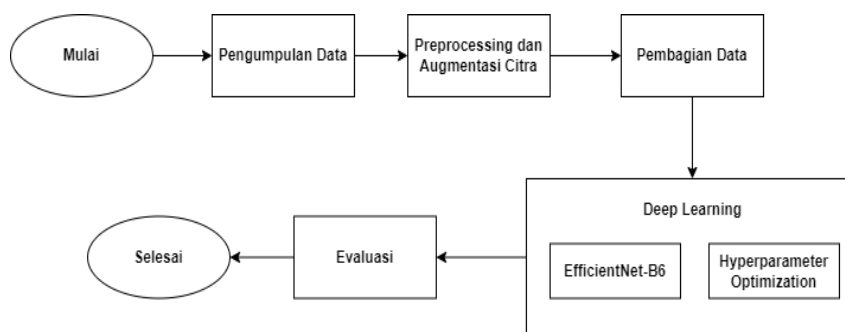 Mulai
Pengumpulan Data
Preprocessing dan
Augmentasi Citra
Pembagian Data
Deep Learning
EfficientNet-B6
Hyperparameter
Optimization
Evaluasi
Selesai